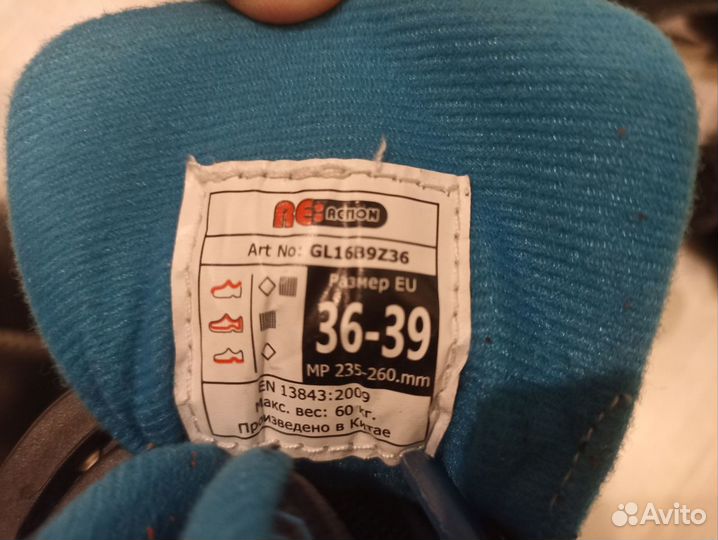 RE:ACTION
Art No: GL16B9Z36
Размер EU
36-39
MP 235-260.mm
EN 13843:2009
Макс. вес: 60 кг.
Произведено в Китае
Avito